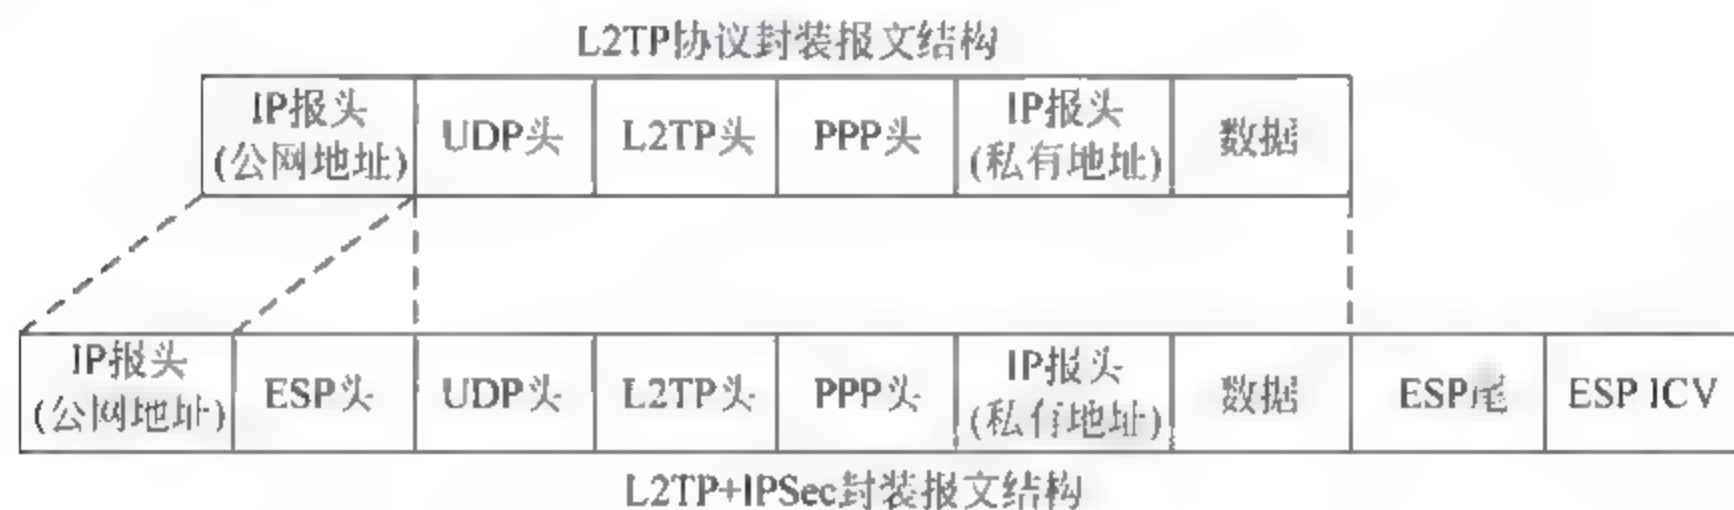 L2TP协议封装报文结构
IP报头
(公网地址)
UDP头
L2TP头
PPP头
IP报头
(私有地址)
数据
IP报头
(公网地址)
ESP头
UDP头
L2TP头
PPP头
IP报头
(私有地址)
数据
ESP尾
ESP ICV
L2TP+IPSec封装报文结构